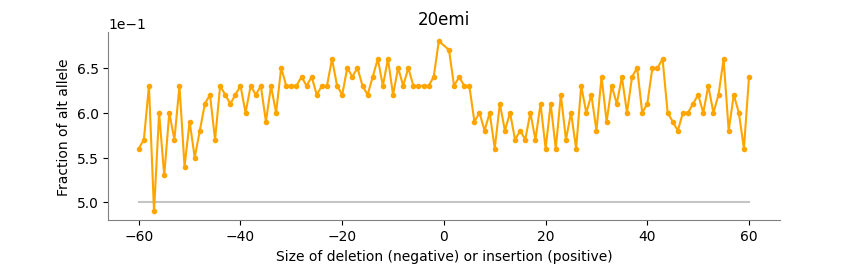 20emi
1e−1
Fraction of alt allele
6.5
6.0
5.5
5.0
−60
−40
−20
0
20
40
60
Size of deletion (negative) or insertion (positive)